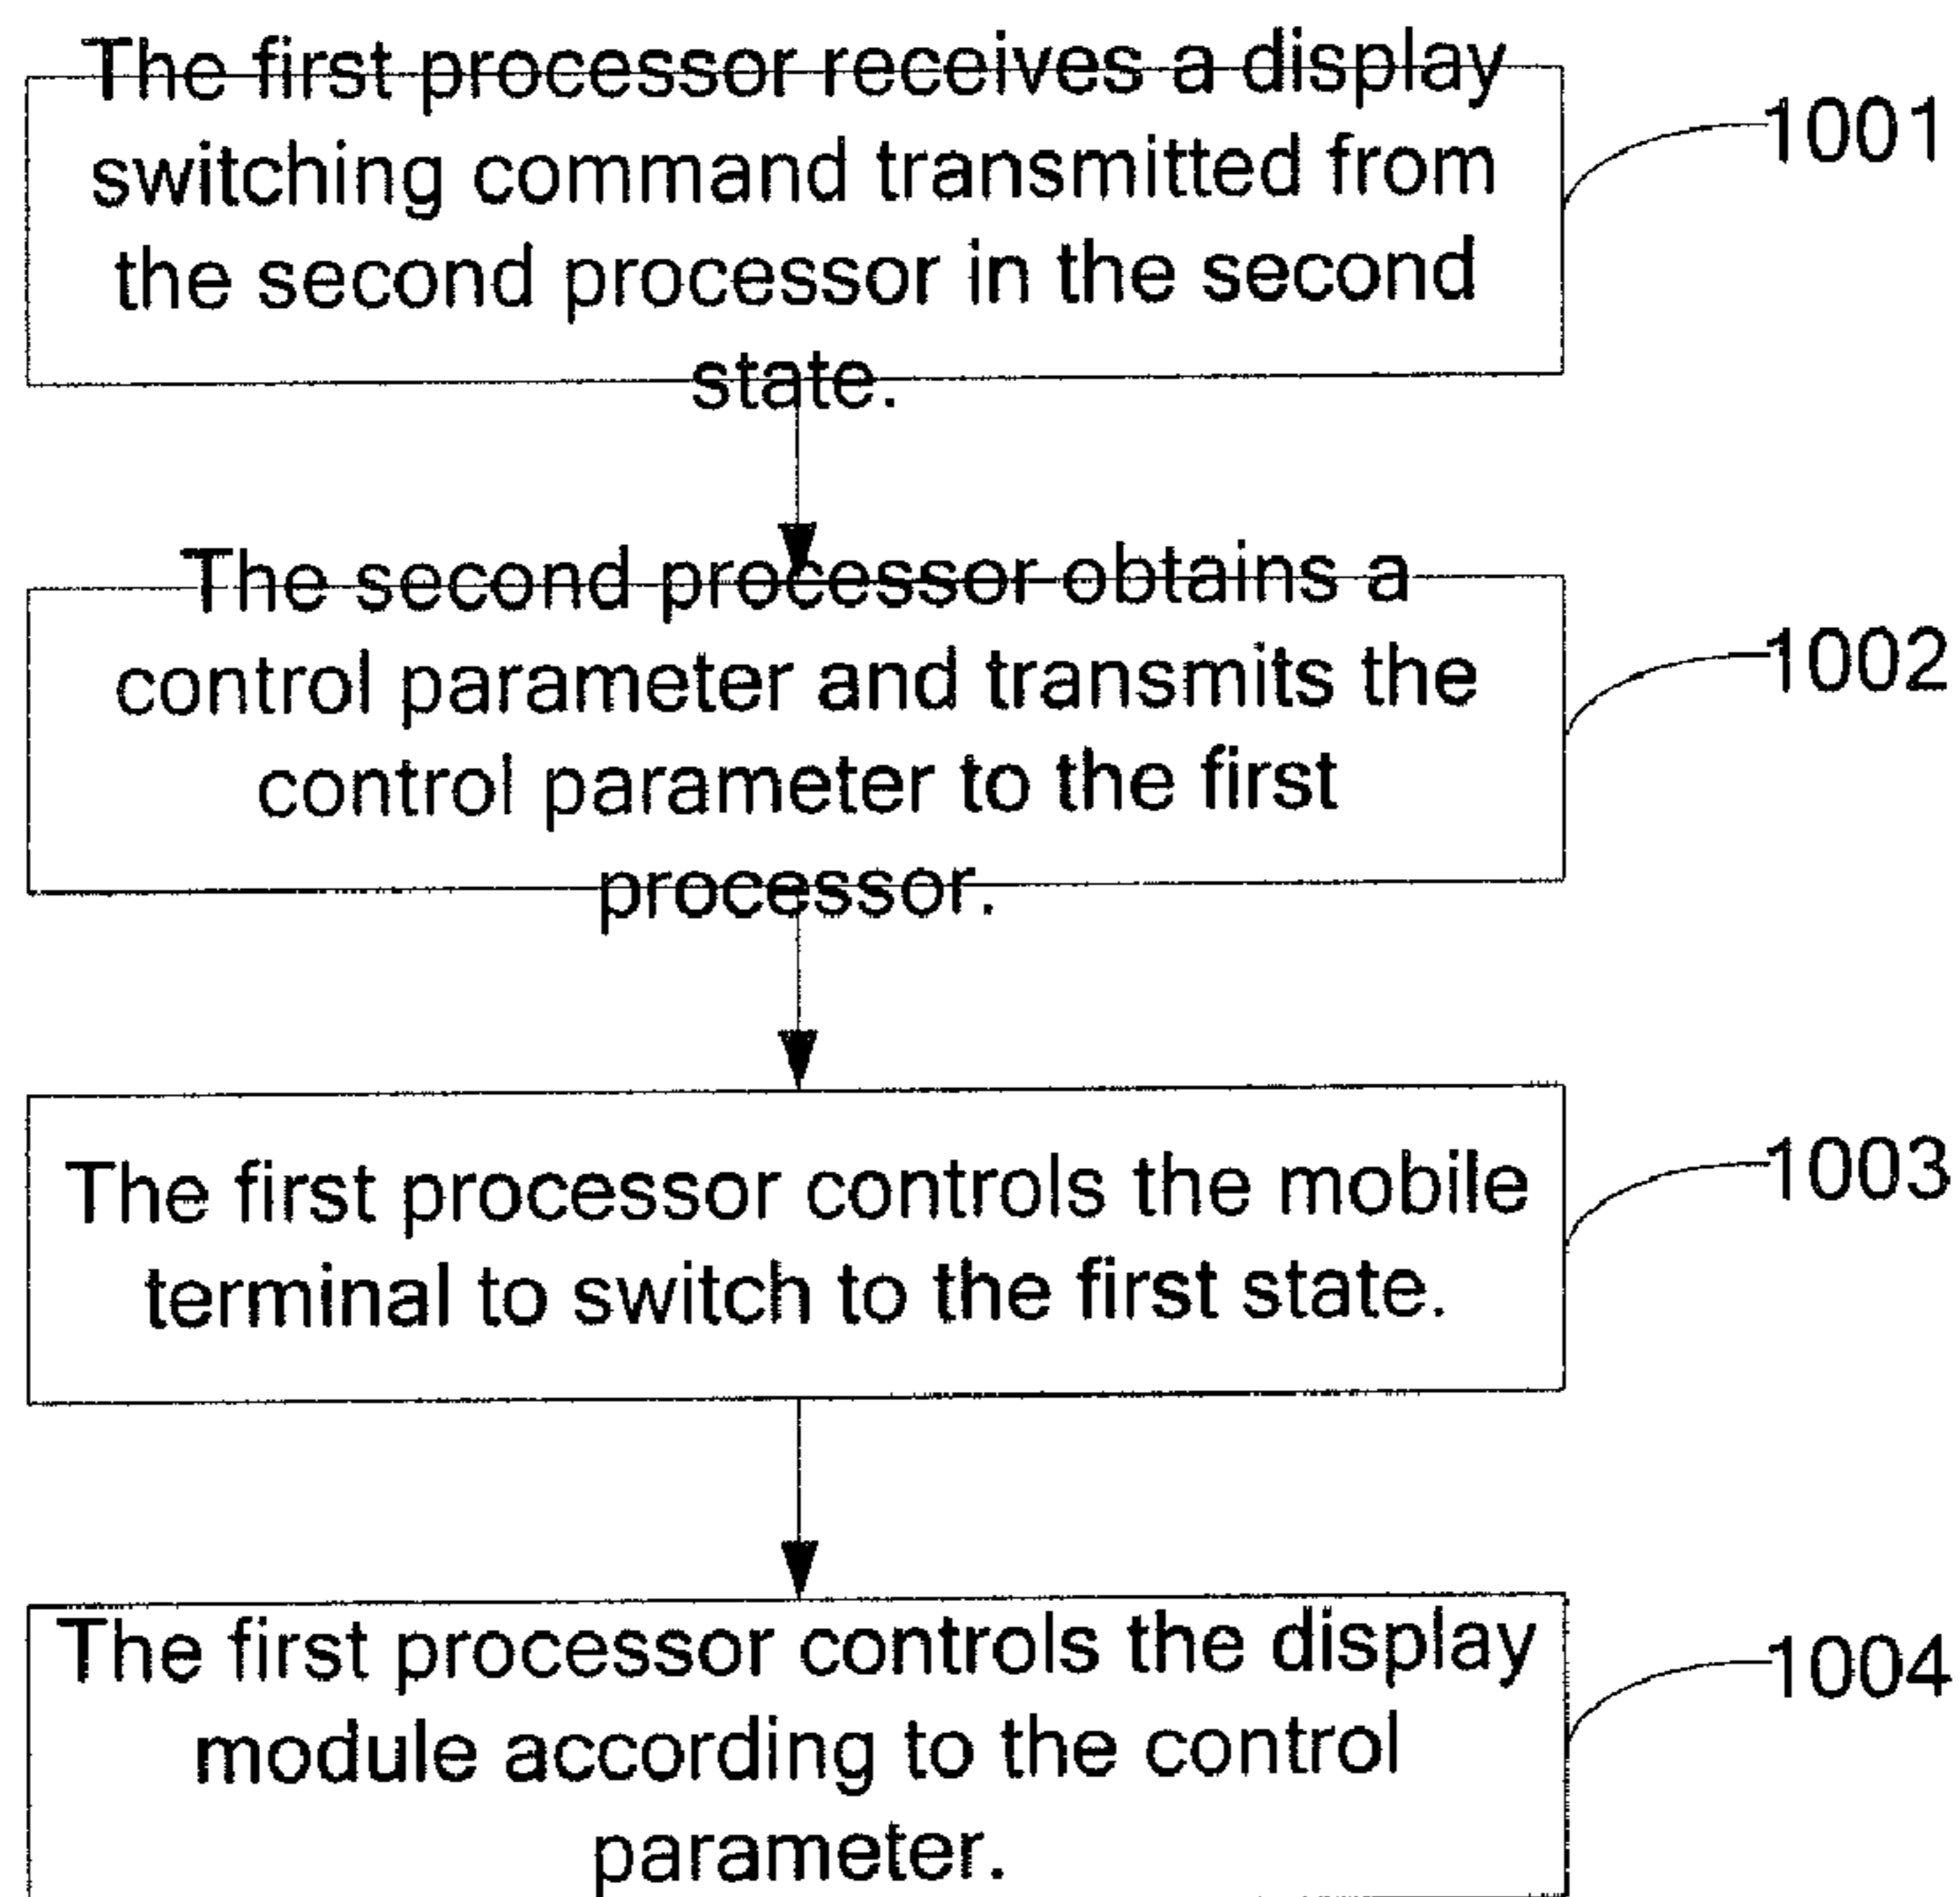 The first processor receives a display
switching command transmitted from
the second processor in the second
state.
1001
The second processor obtains a
control parameter and transmits the
control parameter to the first
processor.
1002
The first processor controls the mobile
terminal to switch to the first state.
1003
The first processor controls the display
module according to the control
parameter.
1004